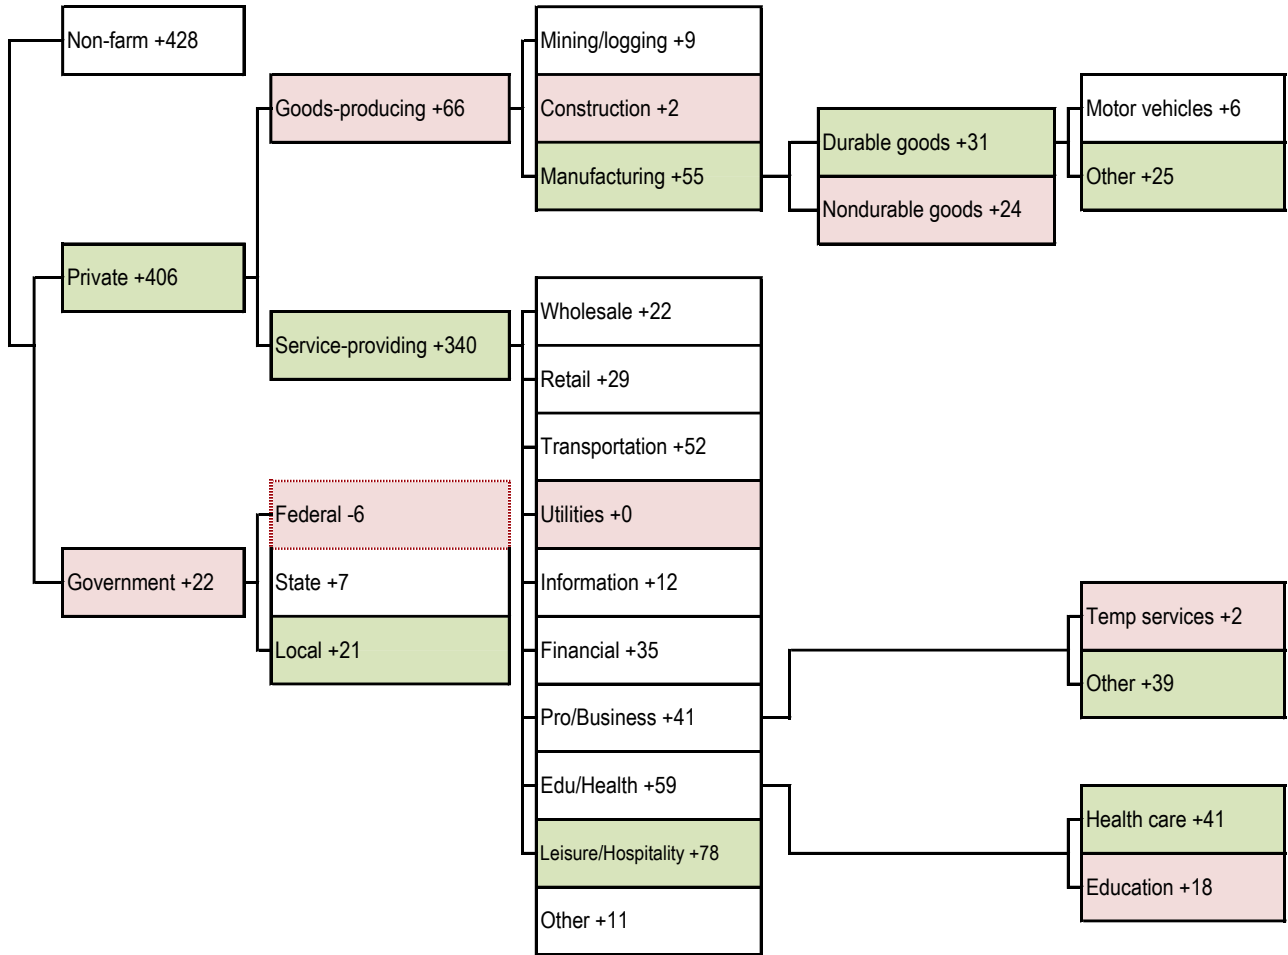 Non-farm +428
Private +406
Government +22
Goods-producing +66
Service-providing +340
Federal -6
State +7
Local +21
Mining/logging +9
Construction +2
Manufacturing +55
Wholesale +22
Retail +29
Transportation +52
Utilities +0
Information +12
Financial +35
Pro/Business +41
Edu/Health +59
Leisure/Hospitality +78
Other +11
Durable goods +31
Nondurable goods +24
Motor vehicles +6
Other +25
Temp services +2
Other +39
Health care +41
Education +18